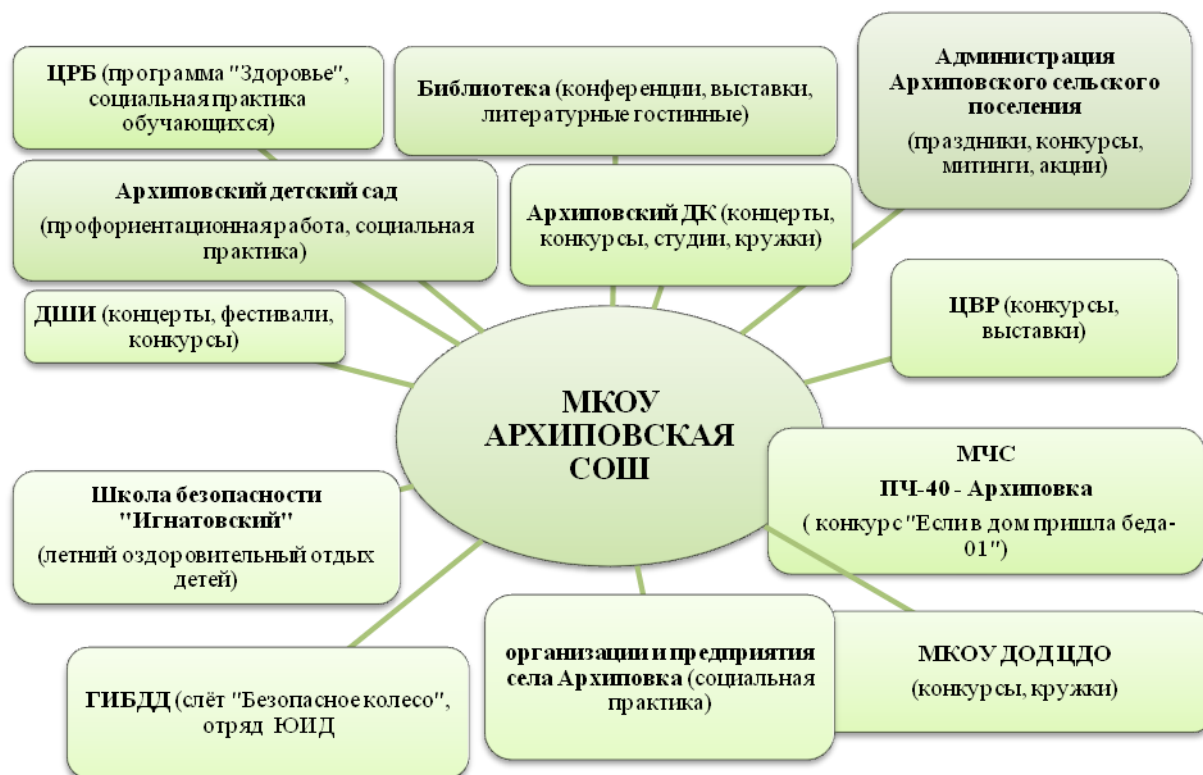 ЦРБ (программа "Здоровье",
социальная практика
обучающихся)
Библиотека (конференции, выставки,
литературные гостинные)
Администрация
Архиповского сельского
поселения
(праздники, конкурсы,
митинги, акции)
Архиповский детский сад
(профориентационная работа, социальная
практика)
Архиповский ДК (концерты,
конкурсы, студии, кружки)
ДШИ (концерты, фестивали,
конкурсы)
ЦВР (конкурсы,
выставки)
МКОУ
АРХИПОВСКАЯ
СОШ
Школа безопасности
"Игнатовский"
(летний оздоровительный отдых
детей)
МЧС
ПЧ-40 - Архиповка
( конкурс "Если в дом пришла беда-
01")
ГИБДД (слёт "Безопасное колесо",
отряд ЮИД
организации и предприятия
села Архиповка (социальная
практика)
МКОУ ДОД ЦДО
(конкурсы, кружки)